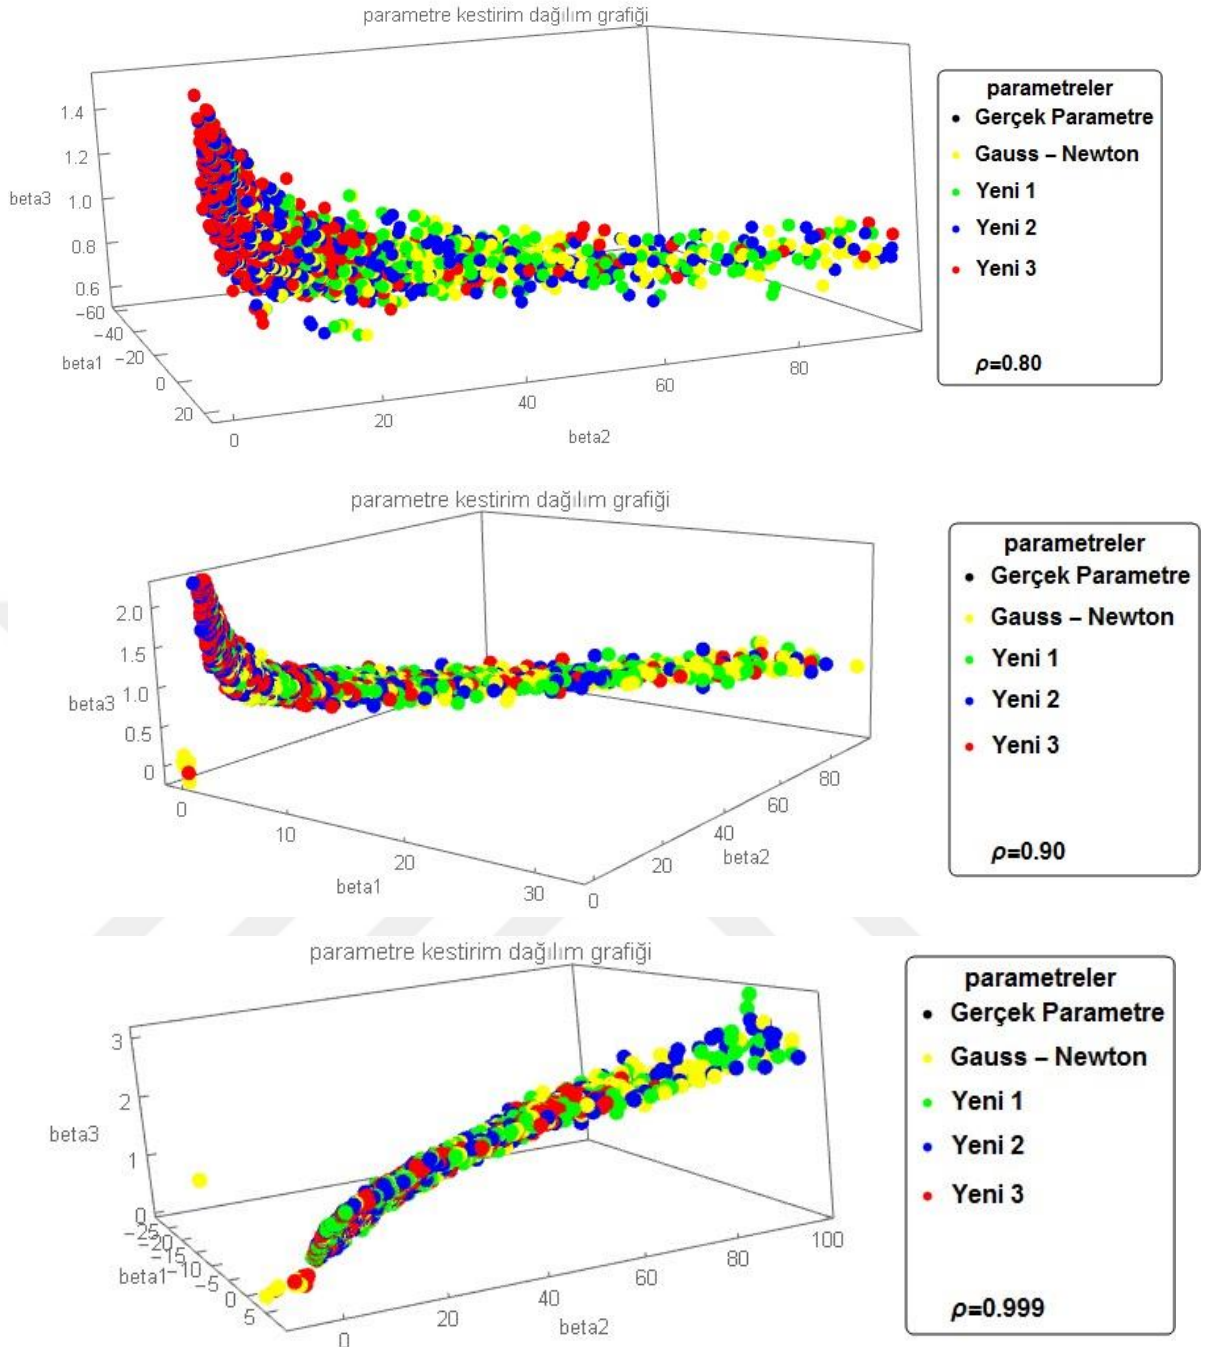 parametre kestirim dağılım grafiği
1.4
1.2
beta3
1.0
0.8
0.6
−60
−40
beta1
−20
0
20
0
20
40
60
80
beta2
parametreler
Gerçek Parametre
Gauss – Newton
Yeni 1
Yeni 2
Yeni 3
ρ=0.80
parametre kestirim dağılım grafiği
2.0
1.5
beta3
1.0
0.5
0
0
10
20
30
beta1
0
20
40
60
80
beta2
parametreler
Gerçek Parametre
Gauss – Newton
Yeni 1
Yeni 2
Yeni 3
ρ=0.90
parametre kestirim dağılım grafiği
3
2
beta3
1
0
−25
−20
−15
beta1
−10
−5
0
5
0
20
40
60
80
100
beta2
parametreler
Gerçek Parametre
Gauss – Newton
Yeni 1
Yeni 2
Yeni 3
ρ=0.999